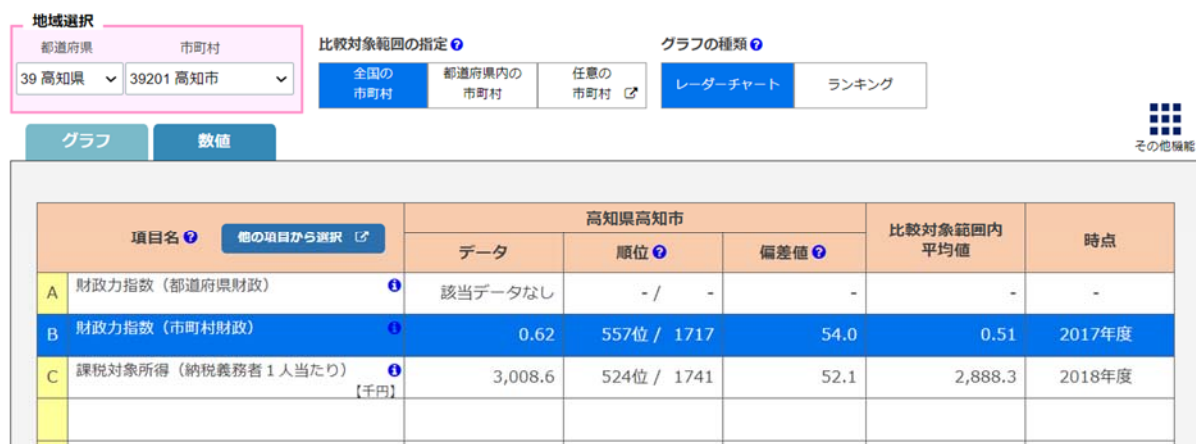 地域選択
都道府県 市町村
39 高知県 39201 高知市
比較対象範囲の指定 ?
全国の
市町村
都道府県内の
市町村
任意の
市町村
グラフの種類 ?
レーダーチャート ランキング
その他機能
グラフ 数値
項目名 ? 他の項目から選択
高知県高知市
データ 順位 ? 偏差値 ?
比較対象範囲内
平均値
時点
A 財政力指数（都道府県財政） i 該当データなし - / - - - -
B 財政力指数（市町村財政） i 0.62 557位 / 1717 54.0 0.51 2017年度
C 課税対象所得（納税義務者１人当たり） i 3,008.6 524位 / 1741 52.1 2,888.3 2018年度
【千円】